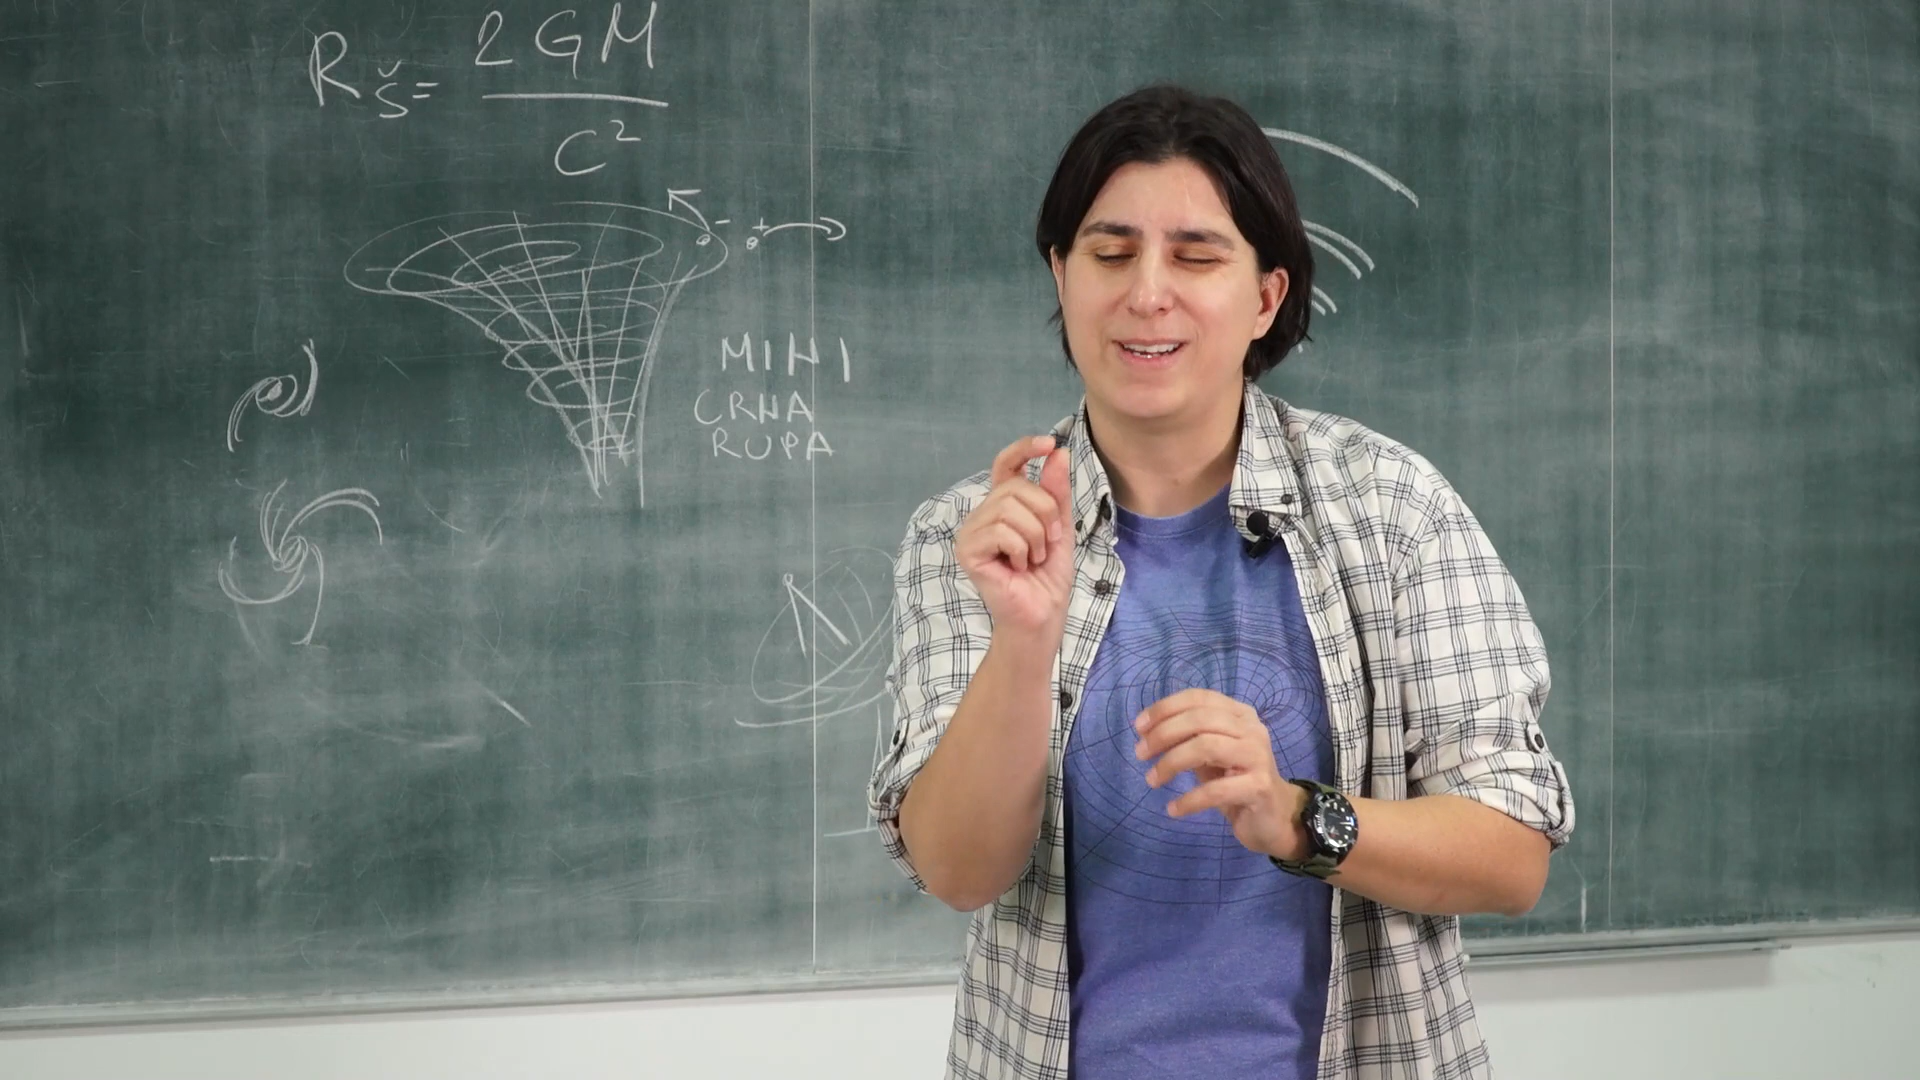 Rš = 2GM / C²
- +
MINI
CRNA
RUPA